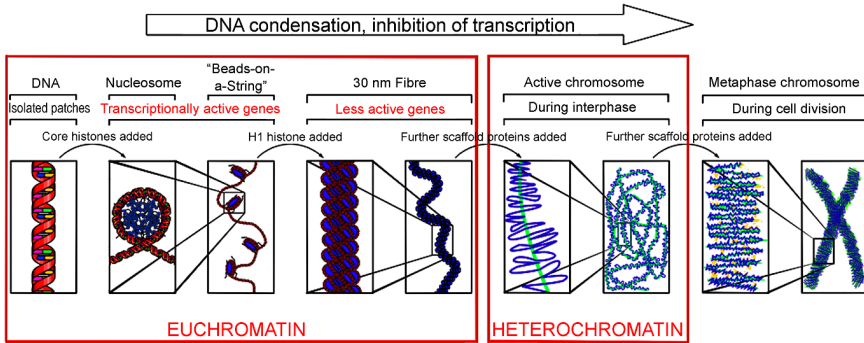 DNA condensation, inhibition of transcription
DNA
Nucleosome
“Beads-on-
a-String”
30 nm Fibre
Active chromosome
Metaphase chromosome
Isolated patches
Transcriptionally active genes
Less active genes
During interphase
During cell division
Core histones added
H1 histone added
Further scaffold proteins added
Further scaffold proteins added
EUCHROMATIN
HETEROCHROMATIN